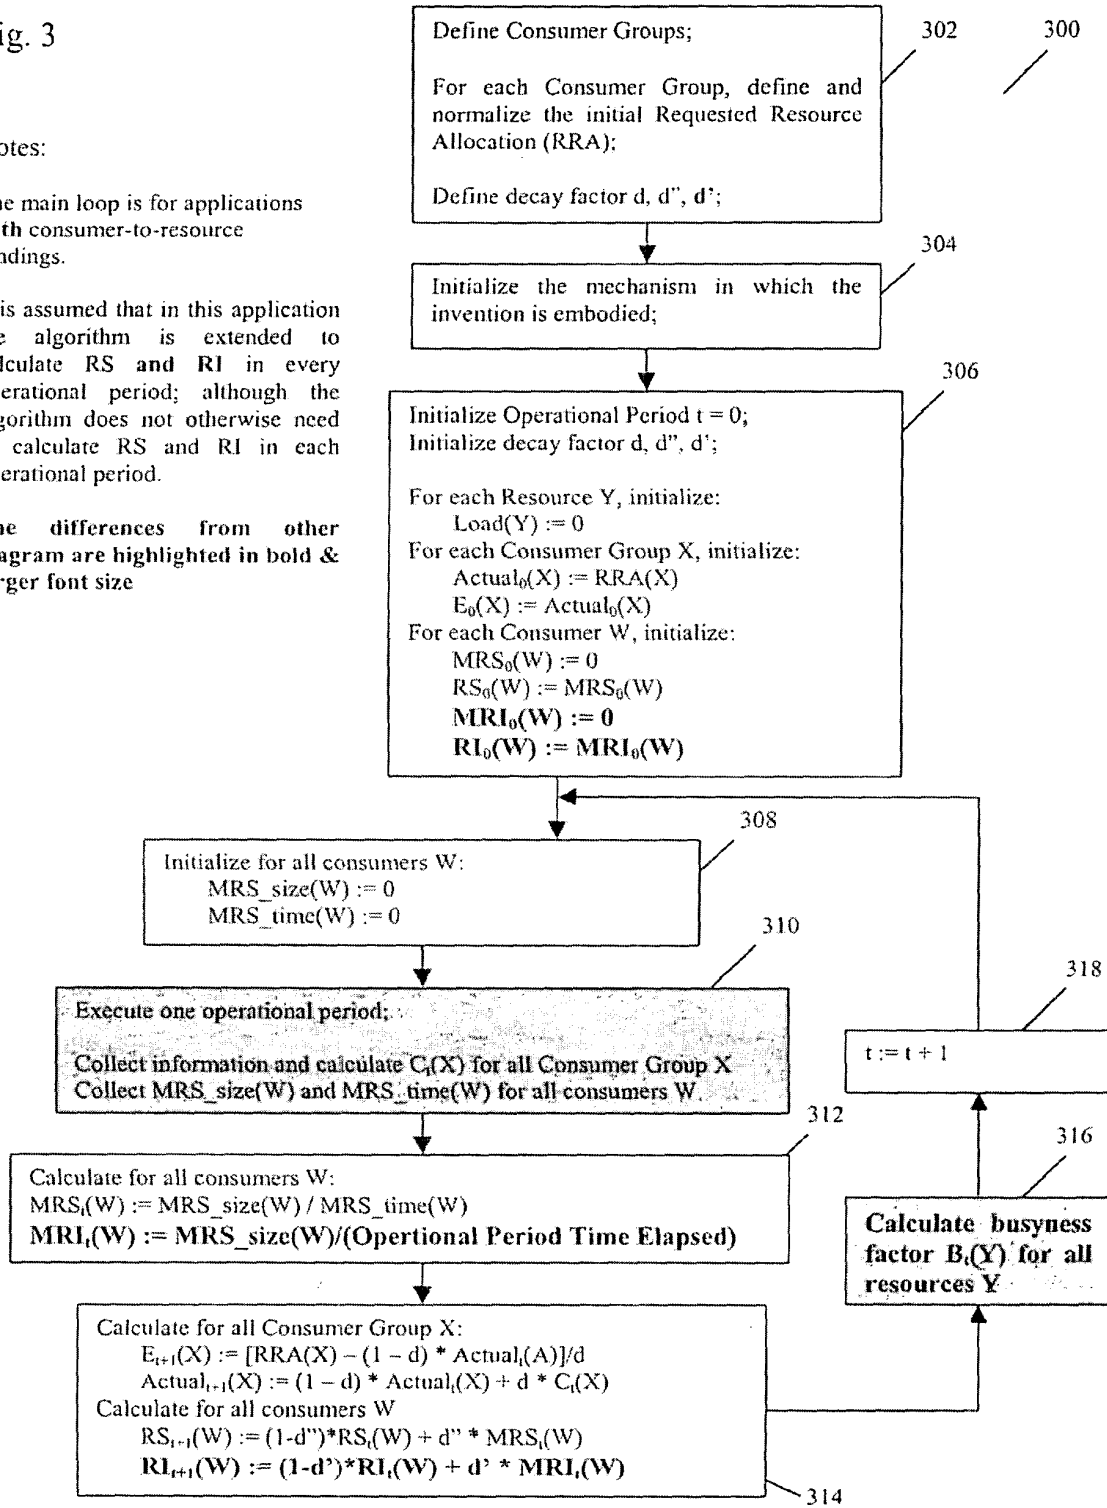 ig. 3
302
300
Define Consumer Groups;
For each Consumer Group, define and
normalize the initial Requested Resource
Allocation (RRA);
Define decay factor d, d", d';
otes:
ne main loop is for applications
th consumer-to-resource
ndings.
is assumed that in this application
e algorithm is extended to
lculate RS and RI in every
erational period; although the
gorithm does not otherwise need
calculate RS and RI in each
erational period.
ne differences from other
agram are highlighted in bold &
rger font size
304
Initialize the mechanism in which the
invention is embodied;
306
Initialize Operational Period t = 0;
Initialize decay factor d, d", d';
For each Resource Y, initialize:
Load(Y) := 0
For each Consumer Group X, initialize:
Actual₀(X) := RRA(X)
E₀(X) := Actual₀(X)
For each Consumer W, initialize:
MRS₀(W) := 0
RS₀(W) := MRS₀(W)
MRI₀(W) := 0
RI₀(W) := MRI₀(W)
308
Initialize for all consumers W:
MRS_size(W) := 0
MRS_time(W) := 0
310
Execute one operational period;
Collect information and calculate Cₜ(X) for all Consumer Group X
Collect MRS_size(W) and MRS_time(W) for all consumers W
312
Calculate for all consumers W:
MRSₜ(W) := MRS_size(W) / MRS_time(W)
MRIₜ(W) := MRS_size(W)/(Opertional Period Time Elapsed)
Calculate for all Consumer Group X:
Eₜ₊₁(X) := [RRA(X) – (1 – d) * Actualₜ(A)]/d
Actualₜ₊₁(X) := (1 – d) * Actualₜ(X) + d * Cₜ(X)
Calculate for all consumers W
RSₜ₊₁(W) := (1-d")*RSₜ(W) + d" * MRSₜ(W)
RIₜ₊₁(W) := (1-d')*RIₜ(W) + d' * MRIₜ(W)
314
316
Calculate busyness
factor Bₜ(Y) for all
resources Y
318
t := t + 1